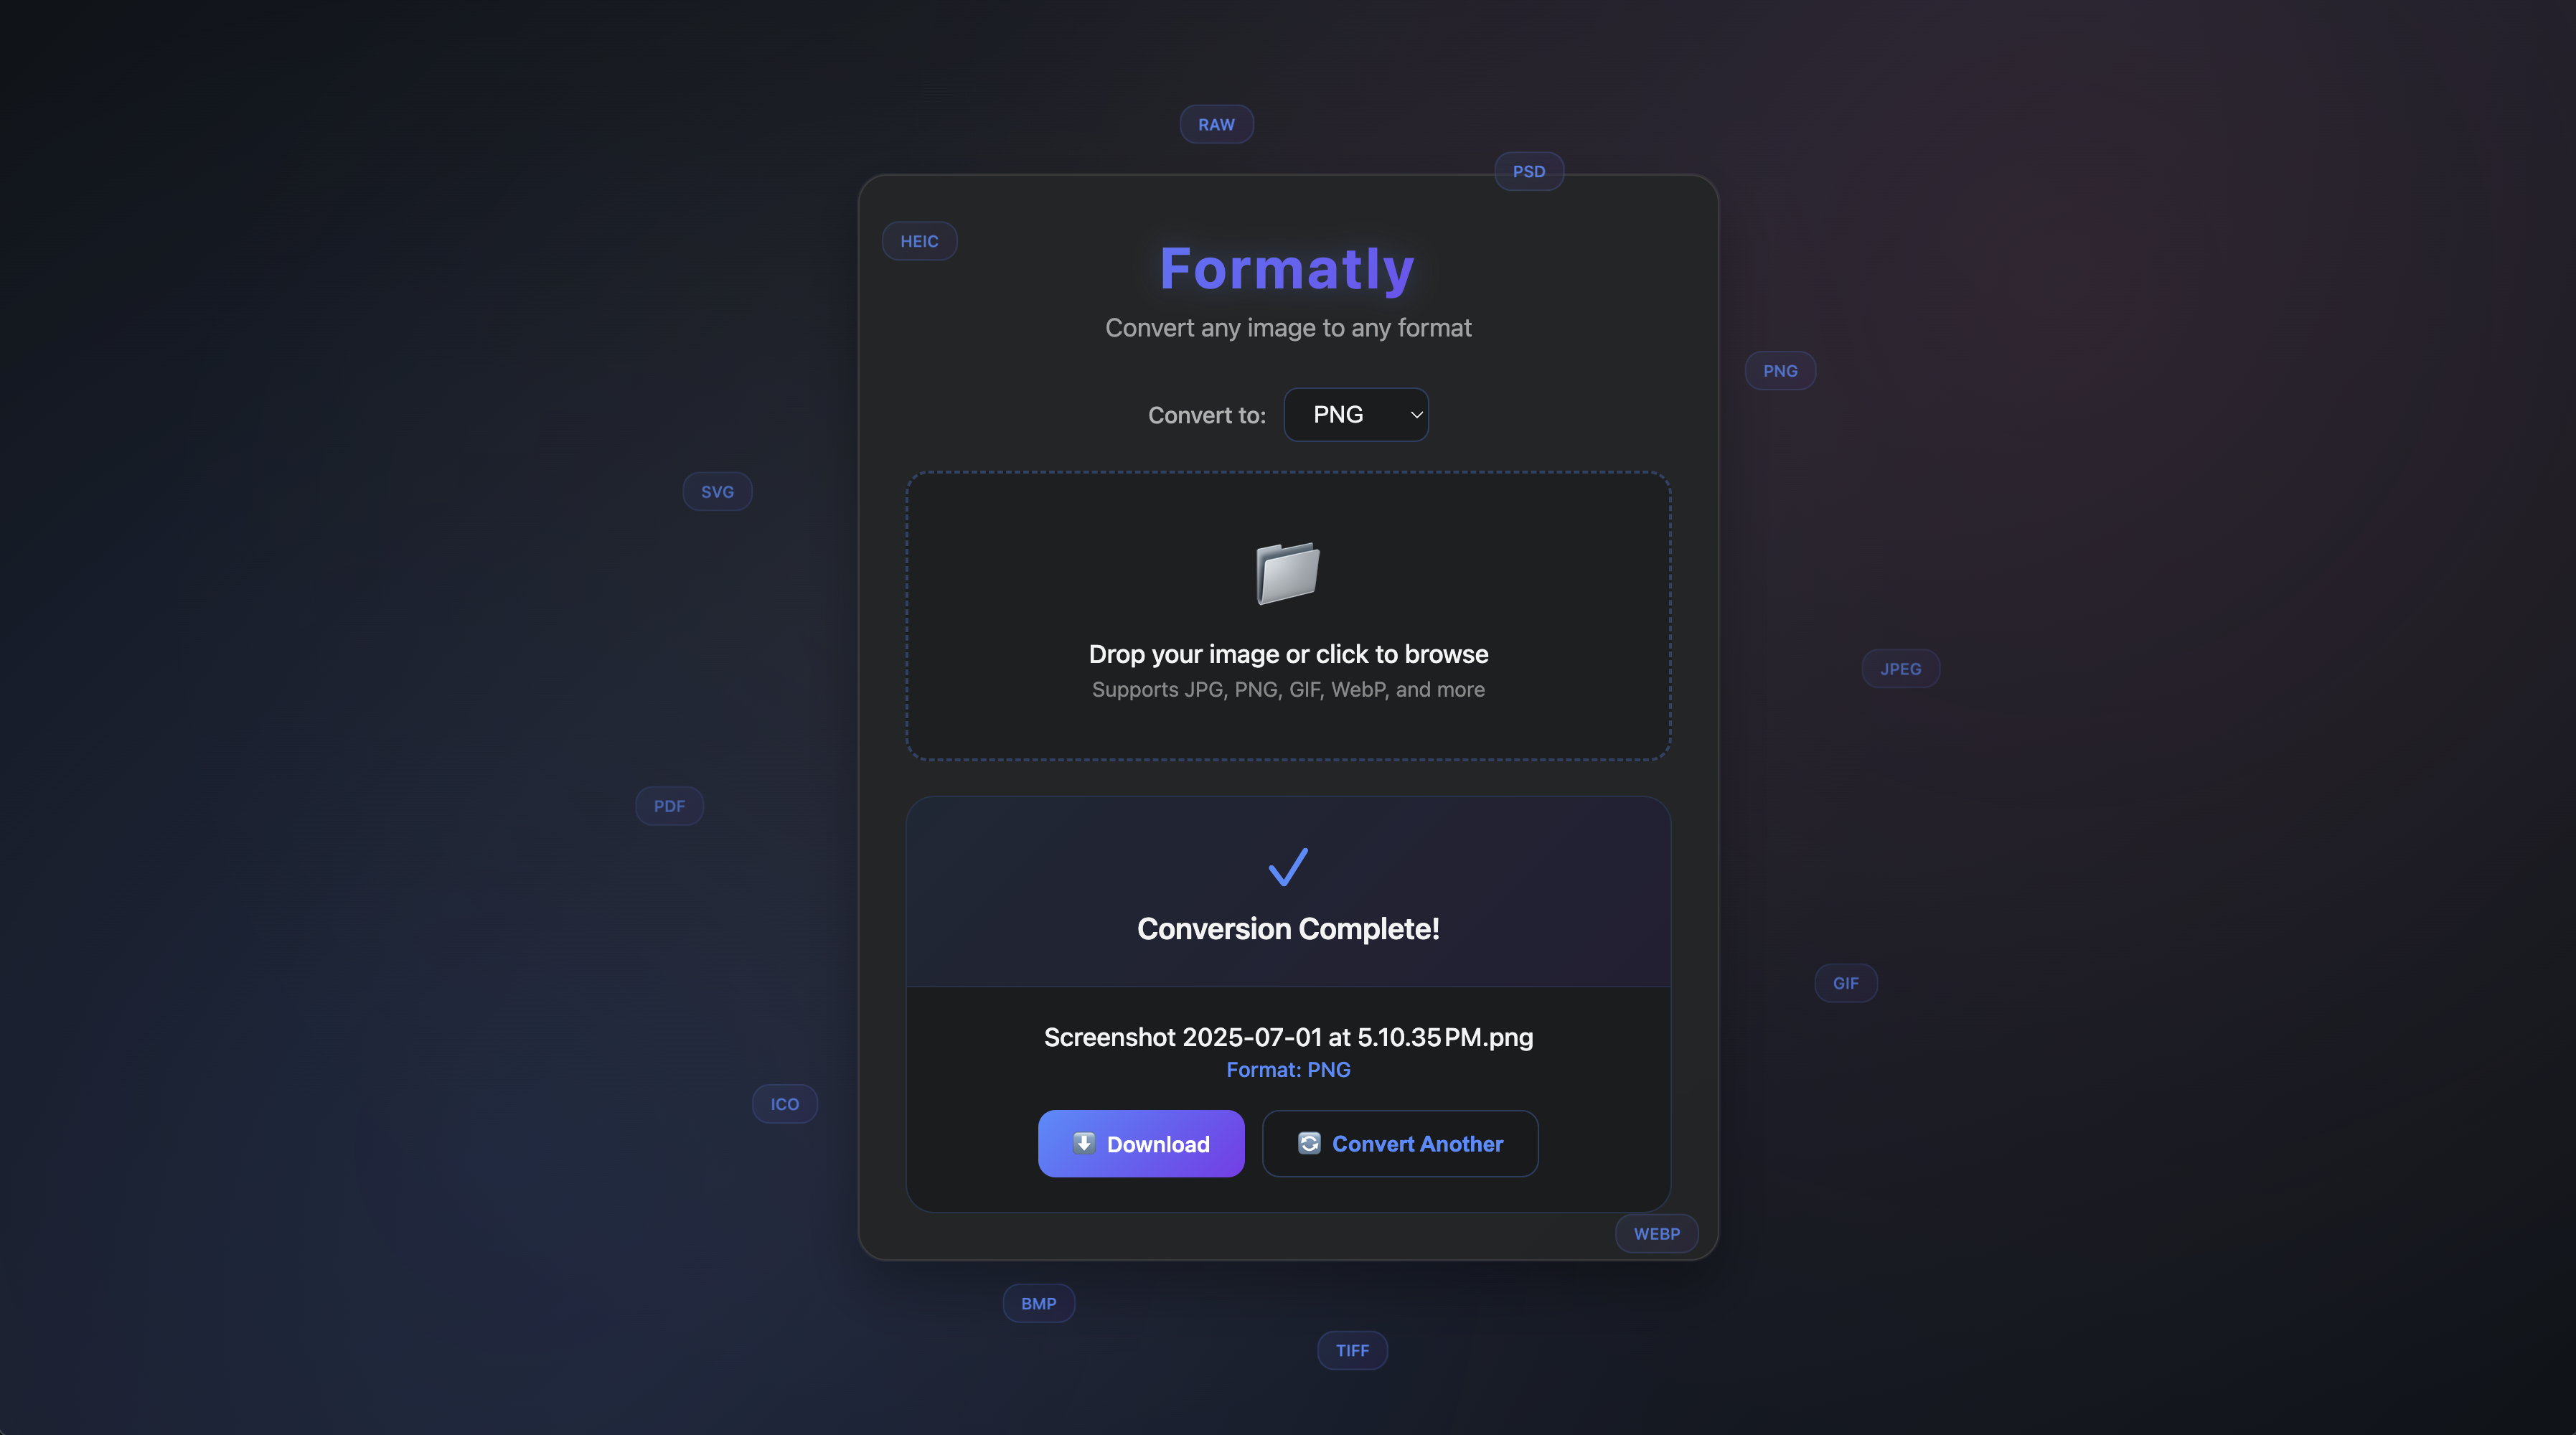 RAW
PSD
HEIC
Formatly
Convert any image to any format
PNG
Convert to: PNG
SVG
Drop your image or click to browse
JPEG
Supports JPG, PNG, GIF, WebP, and more
PDF
Conversion Complete!
GIF
Screenshot 2025-07-01 at 5.10.35 PM.png
Format: PNG
ICO
Download
Convert Another
WEBP
BMP
TIFF